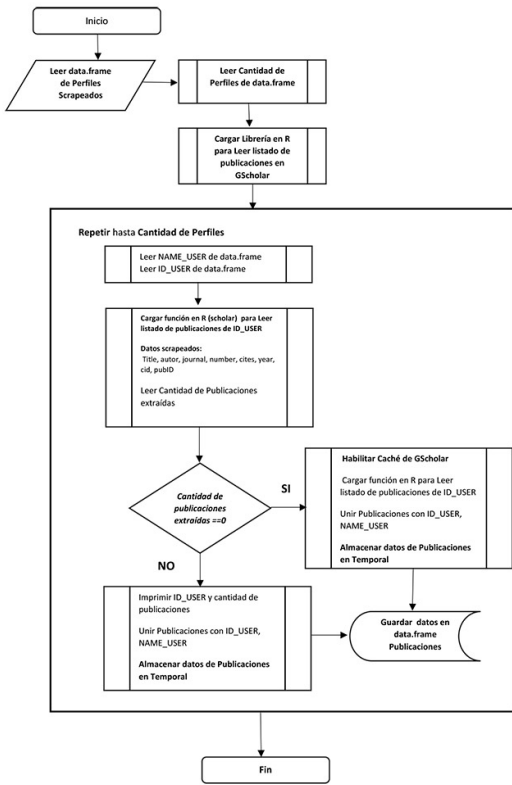 Inicio
Leer data.frame
de Perfiles
Scrapeados
Leer Cantidad de
Perfiles de data.frame
Cargar Librería en R
para Leer listado de
publicaciones en
GScholar
Repetir hasta Cantidad de Perfiles
Leer NAME_USER de data.frame
Leer ID_USER de data.frame
Cargar función en R (scholar) para Leer
listado de publicaciones de ID_USER
Datos scrapeados:
Title, autor, journal, number, cites, year,
cid, pubID
Leer Cantidad de Publicaciones
extraídas
Cantidad de
publicaciones
extraídas ==0
SI
Habilitar Caché de GScholar
Cargar función en R para Leer
listado de publicaciones de ID_USER
Unir Publicaciones con ID_USER,
NAME_USER
Almacenar datos de Publicaciones
en Temporal
NO
Imprimir ID_USER y cantidad de
publicaciones
Unir Publicaciones con ID_USER,
NAME_USER
Almacenar datos de Publicaciones
en Temporal
Guardar datos en
data.frame
Publicaciones
Fin